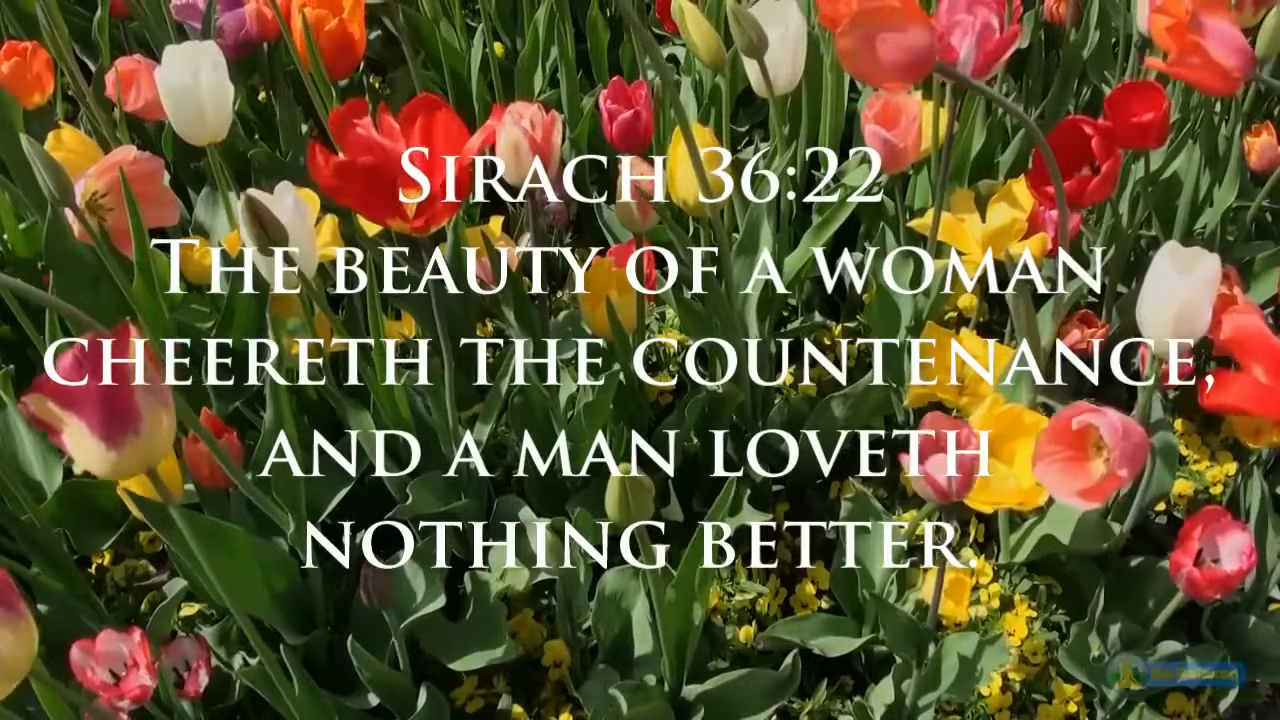 Sirach 36:22
The beauty of a woman
cheereth the countenance,
and a man loveth
nothing better.